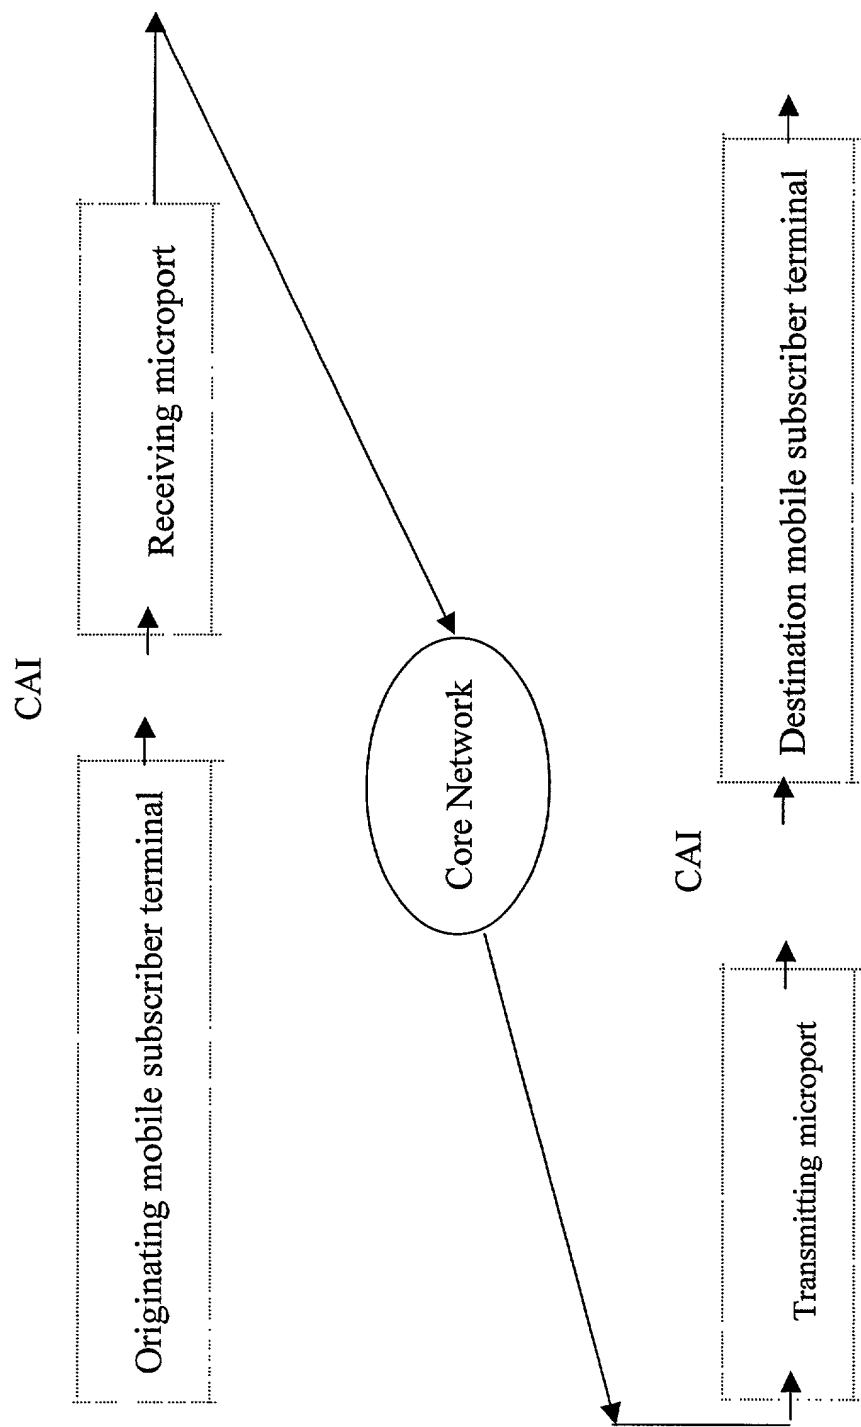 CAI
Originating mobile subscriber terminal
Receiving microport
Core Network
CAI
Transmitting microport
Destination mobile subscriber terminal